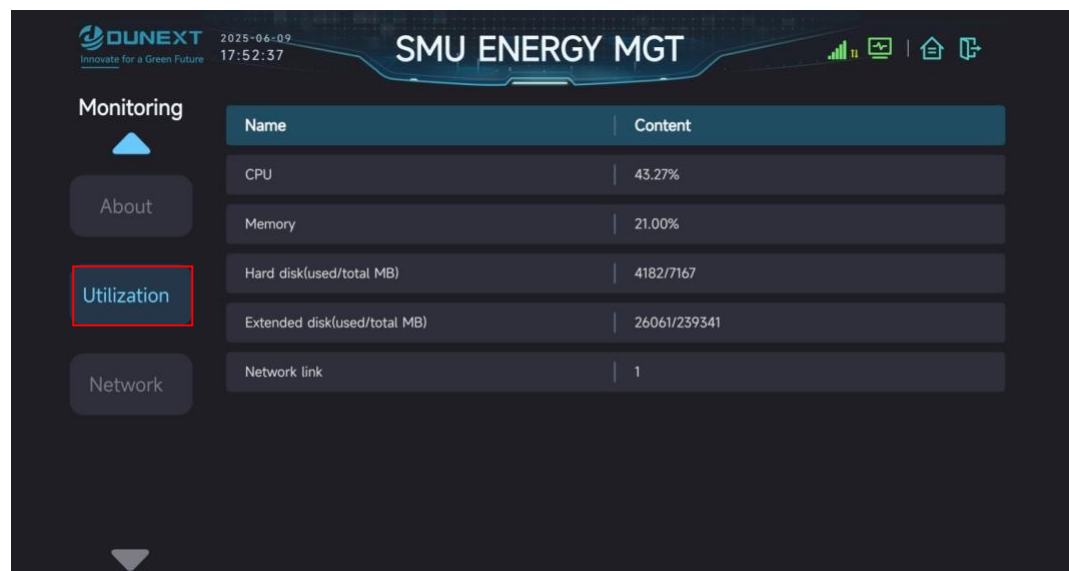 DUNEXT
Innovate for a Green Future
2025-06-09
17:52:37
SMU ENERGY MGT
Monitoring
About
Utilization
Network
Name Content
CPU 43.27%
Memory 21.00%
Hard disk(used/total MB) 4182/7167
Extended disk(used/total MB) 26061/239341
Network link 1